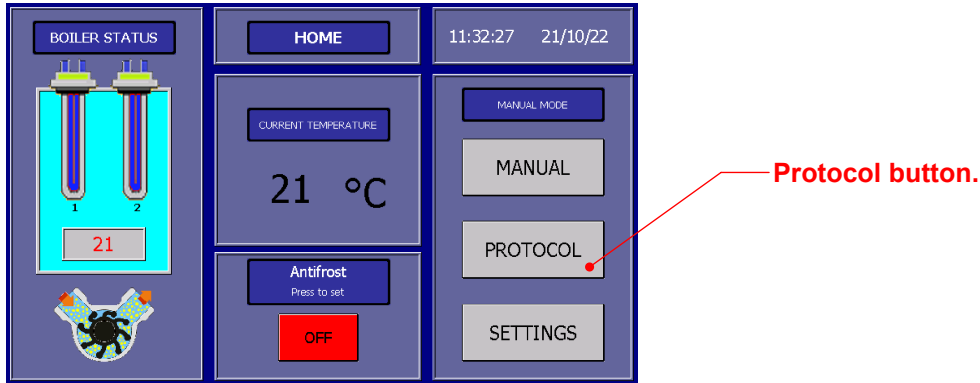 BOILER STATUS
1
2
21
HOME
CURRENT TEMPERATURE
21 °C
Antifrost
Press to set
OFF
11:32:27 21/10/22
MANUAL MODE
MANUAL
PROTOCOL
SETTINGS
Protocol button.